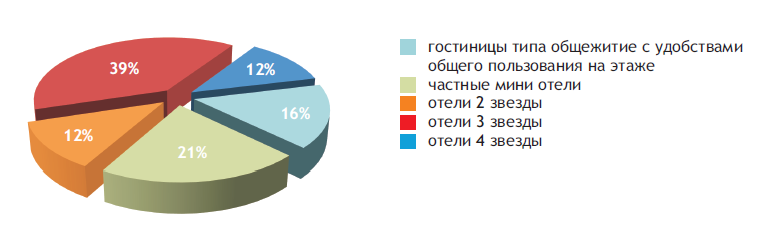 39%
12%
16%
12%
21%
гостиницы типа общежитие с удобствами
общего пользования на этаже
частные мини отели
отели 2 звезды
отели 3 звезды
отели 4 звезды